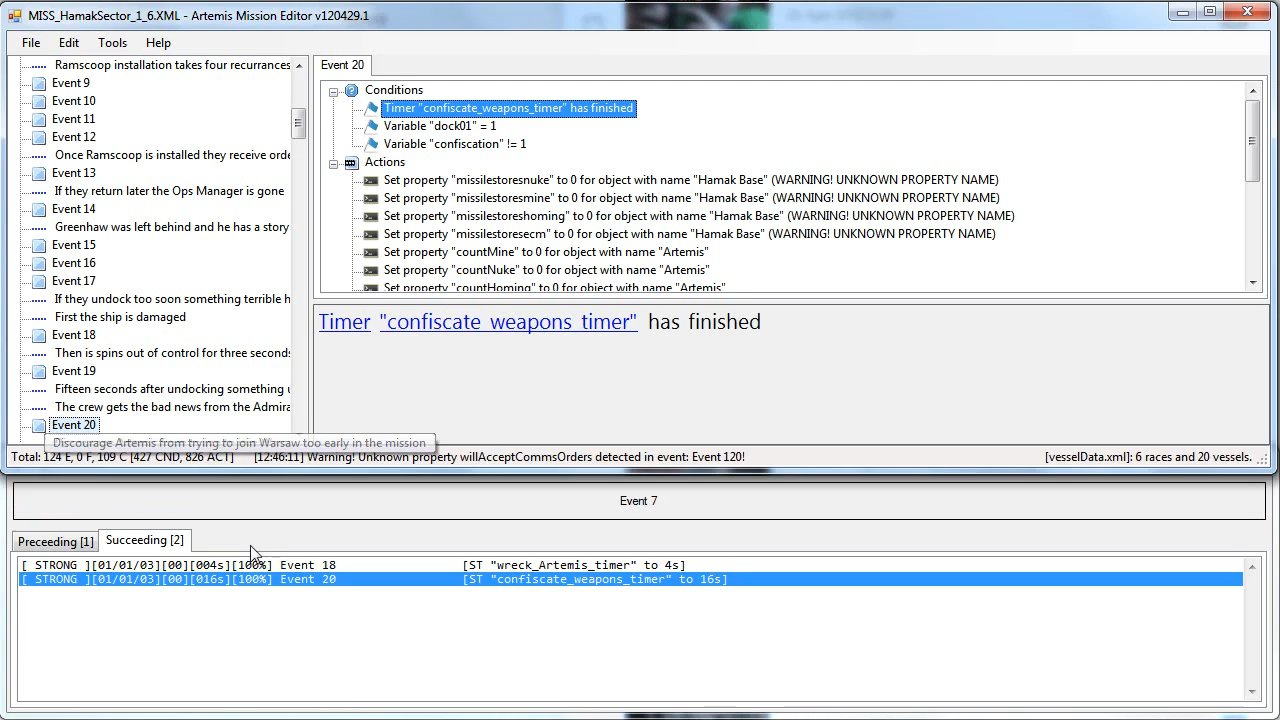 MISS_HamakSector_1_6.XML - Artemis Mission Editor v120429.1
File Edit Tools Help
Ramscoop installation takes four recurrances
Event 9
Event 10
Event 11
Event 12
Once Ramscoop is installed they receive orde
Event 13
If they return later the Ops Manager is gone
Event 14
Greenhaw was left behind and he has a story
Event 15
Event 16
Event 17
If they undock too soon something terrible h
First the ship is damaged
Event 18
Then is spins out of control for three seconds
Event 19
Fifteen seconds after undocking something u
The crew gets the bad news from the Admira
Event 20
Discourage Artemis from trying to join Warsaw too early in the mission
Event 20
Conditions
Timer "confiscate_weapons_timer" has finished
Variable "dock01" = 1
Variable "confiscation" != 1
Actions
Set property "missilestoresnuke" to 0 for object with name "Hamak Base" (WARNING! UNKNOWN PROPERTY NAME)
Set property "missilestoresmine" to 0 for object with name "Hamak Base" (WARNING! UNKNOWN PROPERTY NAME)
Set property "missilestoreshoming" to 0 for object with name "Hamak Base" (WARNING! UNKNOWN PROPERTY NAME)
Set property "missilestoresecm" to 0 for object with name "Hamak Base" (WARNING! UNKNOWN PROPERTY NAME)
Set property "countMine" to 0 for object with name "Artemis"
Set property "countNuke" to 0 for object with name "Artemis"
Set property "countHoming" to 0 for object with name "Artemis"
Timer "confiscate_weapons_timer" has finished
Total: 124 E, 0 F, 109 C [427 CND, 826 ACT] [12:46:11] Warning! Unknown property willAcceptCommsOrders detected in event: Event 120! [vesselData.xml]: 6 races and 20 vessels.
Event 7
Preceeding [1] Succeeding [2]
[ STRONG ][01/01/03][00][004s][100%] Event 18 [ST "wreck_Artemis_timer" to 4s]
[ STRONG ][01/01/03][00][016s][100%] Event 20 [ST "confiscate_weapons_timer" to 16s]